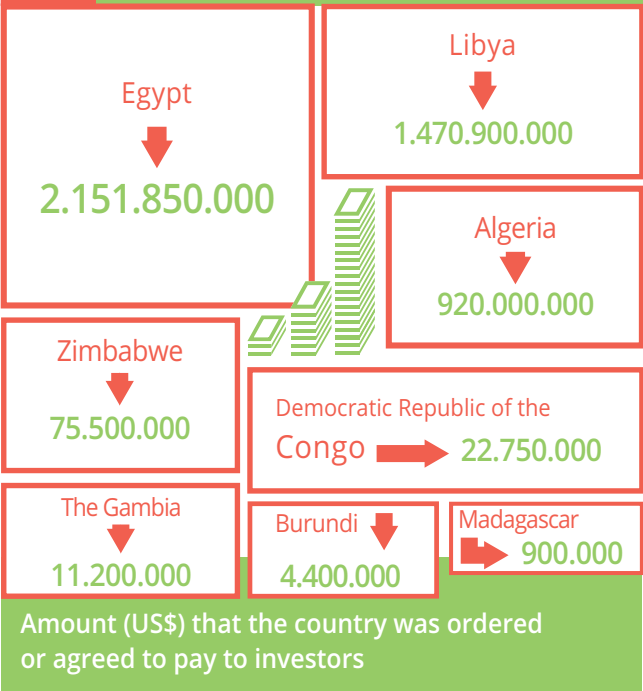 Egypt
2.151.850.000
Libya
1.470.900.000
Algeria
920.000.000
Zimbabwe
75.500.000
Democratic Republic of the
Congo 22.750.000
The Gambia
11.200.000
Burundi
4.400.000
Madagascar
900.000
Amount (US$) that the country was ordered
or agreed to pay to investors